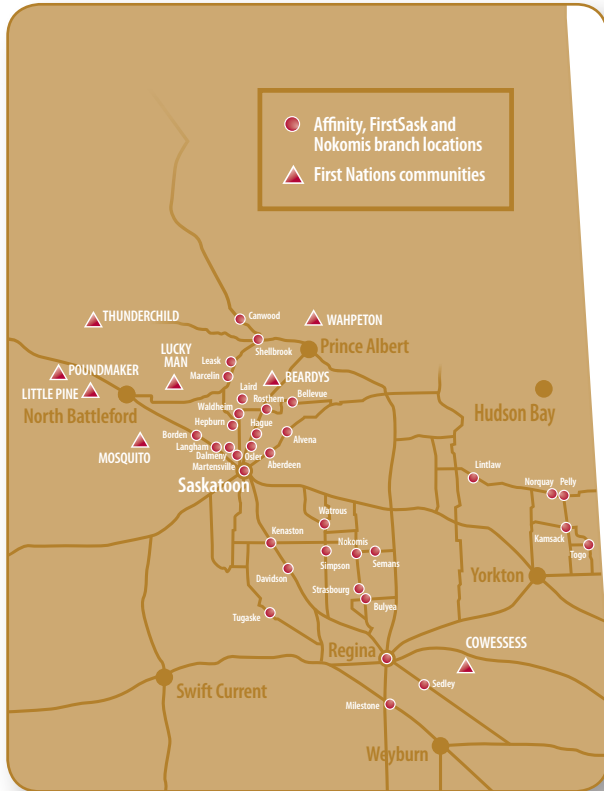 Affinity, FirstSask and
Nokomis branch locations
First Nations communities
THUNDERCHILD
Canwood
WAHPETON
Shellbrook
Prince Albert
LUCKY
MAN
Leask
POUNDMAKER
Marcelin
BEARDYS
LITTLE PINE
Laird
Rosthern
Bellevue
North Battleford
Waldheim
Hudson Bay
Hepburn
Hague
Borden
Alvena
MOSQUITO
Langham
Dalmeny
Osler
Aberdeen
Martensville
Lintlaw
Saskatoon
Norquay
Pelly
Watrous
Kenaston
Nokomis
Kamsack
Togo
Simpson
Semans
Davidson
Yorkton
Strasbourg
Bulyea
Tugaske
COWESSESS
Regina
Swift Current
Sedley
Milestone
Weyburn